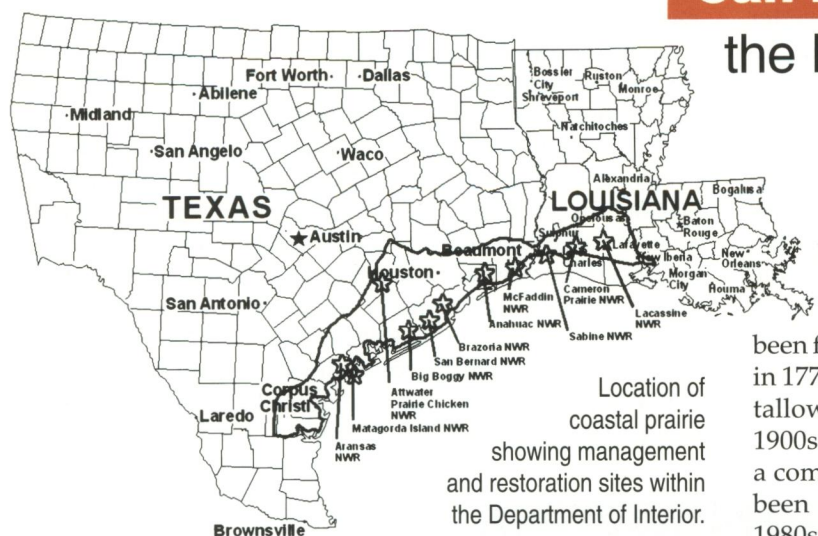 the
Bossier
City
Ruston
Monroe
Shreveport
Fort Worth
Dallas
Abilene
Midland
Natchitoches
San Angelo
Waco
Alexandria
TEXAS
LOUISIANA
Bogalusa
Opelousas
Baton
Rouge
Austin
Sulphur
Lafayette
Beaumont
Charles
New Iberia
New
Orleans
Houston
Morgan
City
Houma
McFaddin
NWR
Cameron
Prairie NWR
Lacassine
NWR
San Antonio
Anahuac NWR
Sabine NWR
Brazoria NWR
San Bernard NWR
Big Boggy NWR
Attwater
Prairie Chicken
NWR
Corpus
Christi
Laredo
Matagorda Island NWR
Aransas
NWR
Brownsville
Location of
coastal prairie
showing management
and restoration sites within
the Department of Interior.
been f
in 177
tallow
1900s
a com
been
1980s